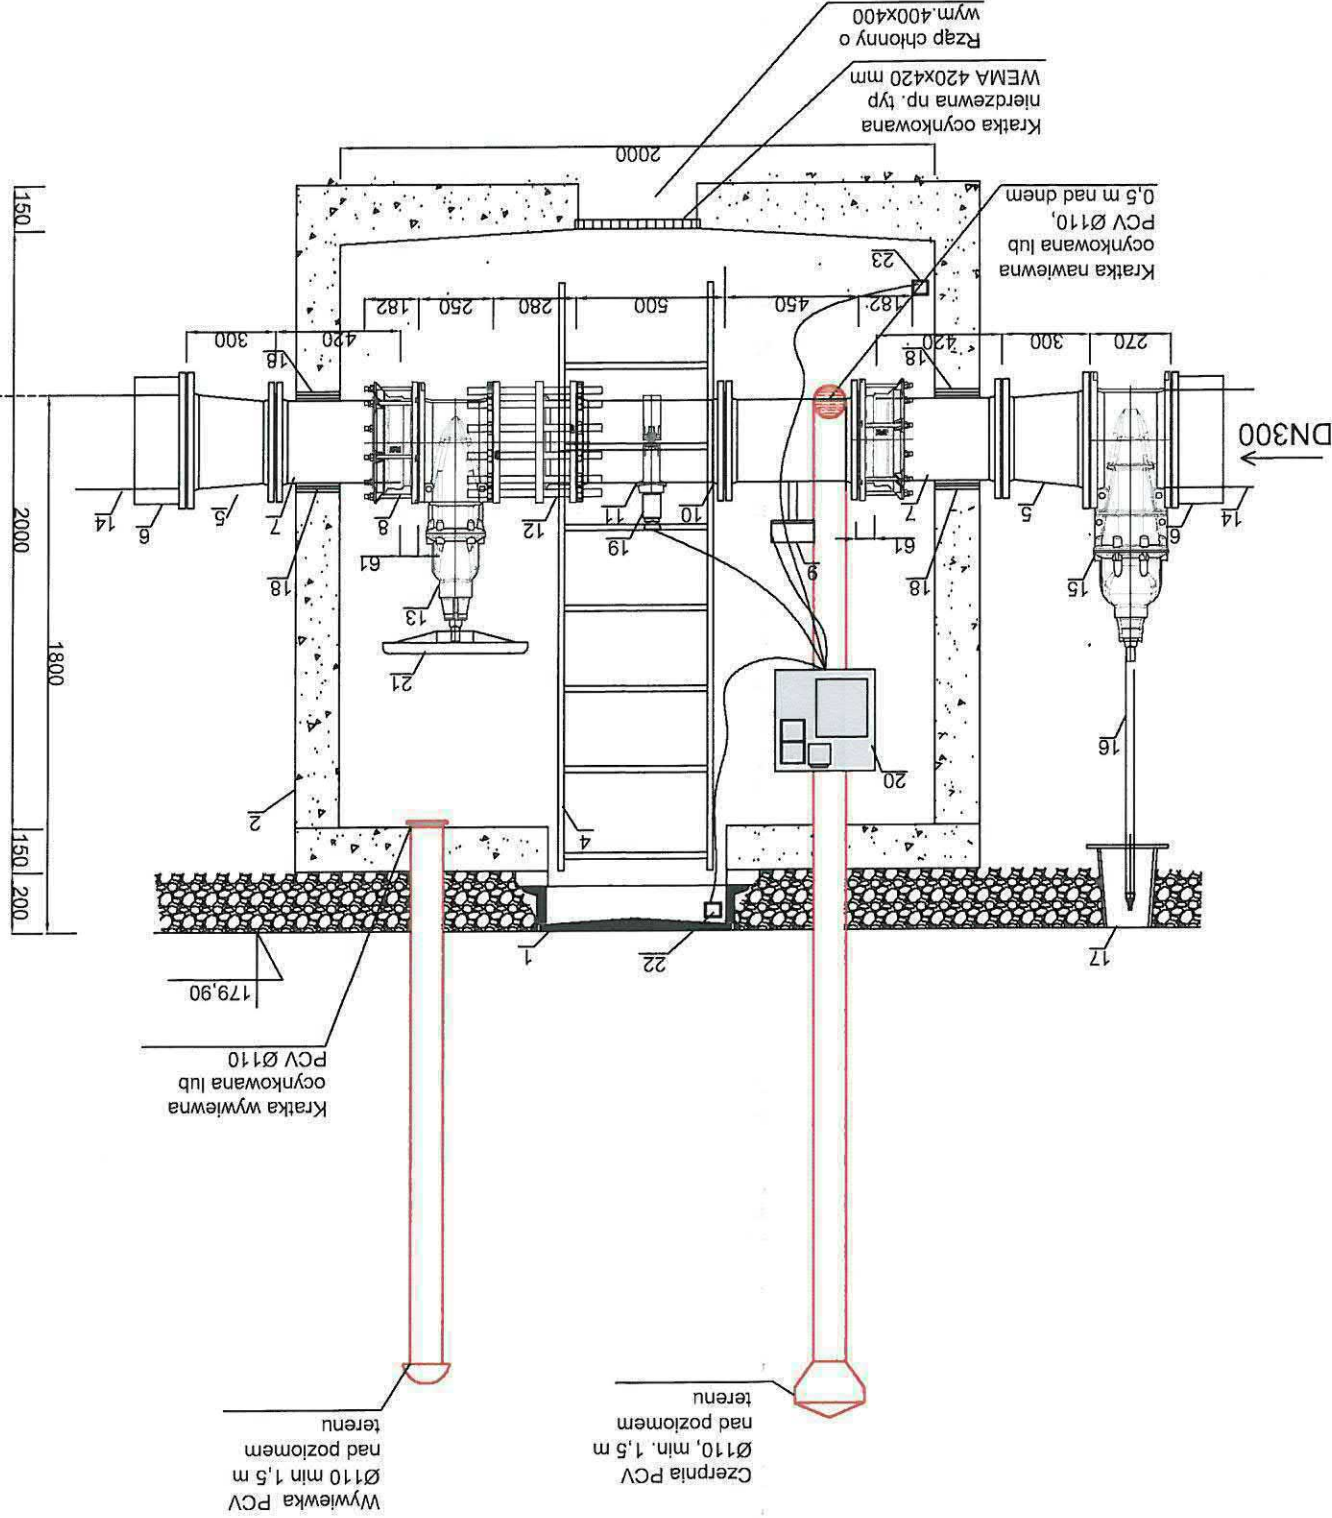 Wywiewka PCV
Ø110 min 1,5 m
nad poziomem
terenu
Czerpnia PCV
Ø110, min. 1,5 m
nad poziomem
terenu
Kratka wywiewna
ocynkowana lub
PCV Ø110
179,90
17
22
1
200
150
4
2
20
16
21
1800
15
13
18
9
61
19
61
18
2000
14
6
5
7
10
11
12
8
7
5
6
14
DN300
270
300
420
18
182
450
500
280
250
182
18
420
300
23
Kratka nawiewna
ocynkowana lub
PCV Ø110,
0,5 m nad dnem
150
2000
Kratka ocynkowana
nierdzewna np. typ
WEMA 420x420 mm
Rząp chłonny o
wym.400x400